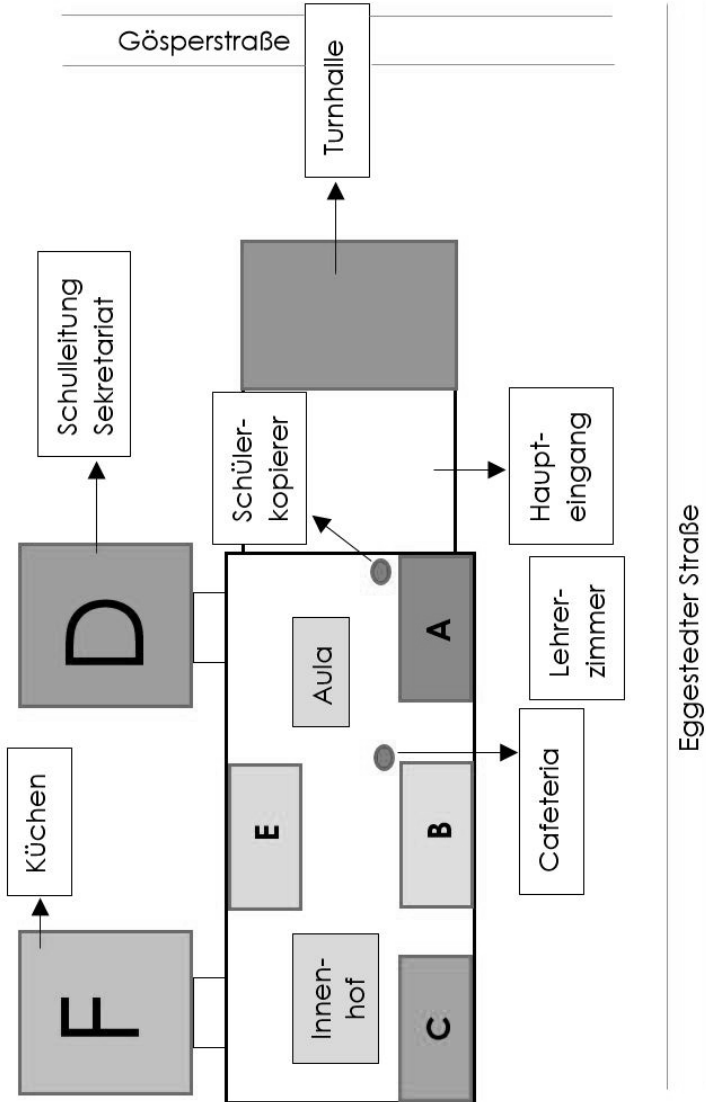 Gösperstraße
Turnhalle
Schulleitung
Sekretariat
Schüler-
kopierer
Haupt-
eingang
D
Aula
A
Lehrer-
zimmer
Eggestedter Straße
Küchen
E
B
Cafeteria
F
Innen-
hof
C